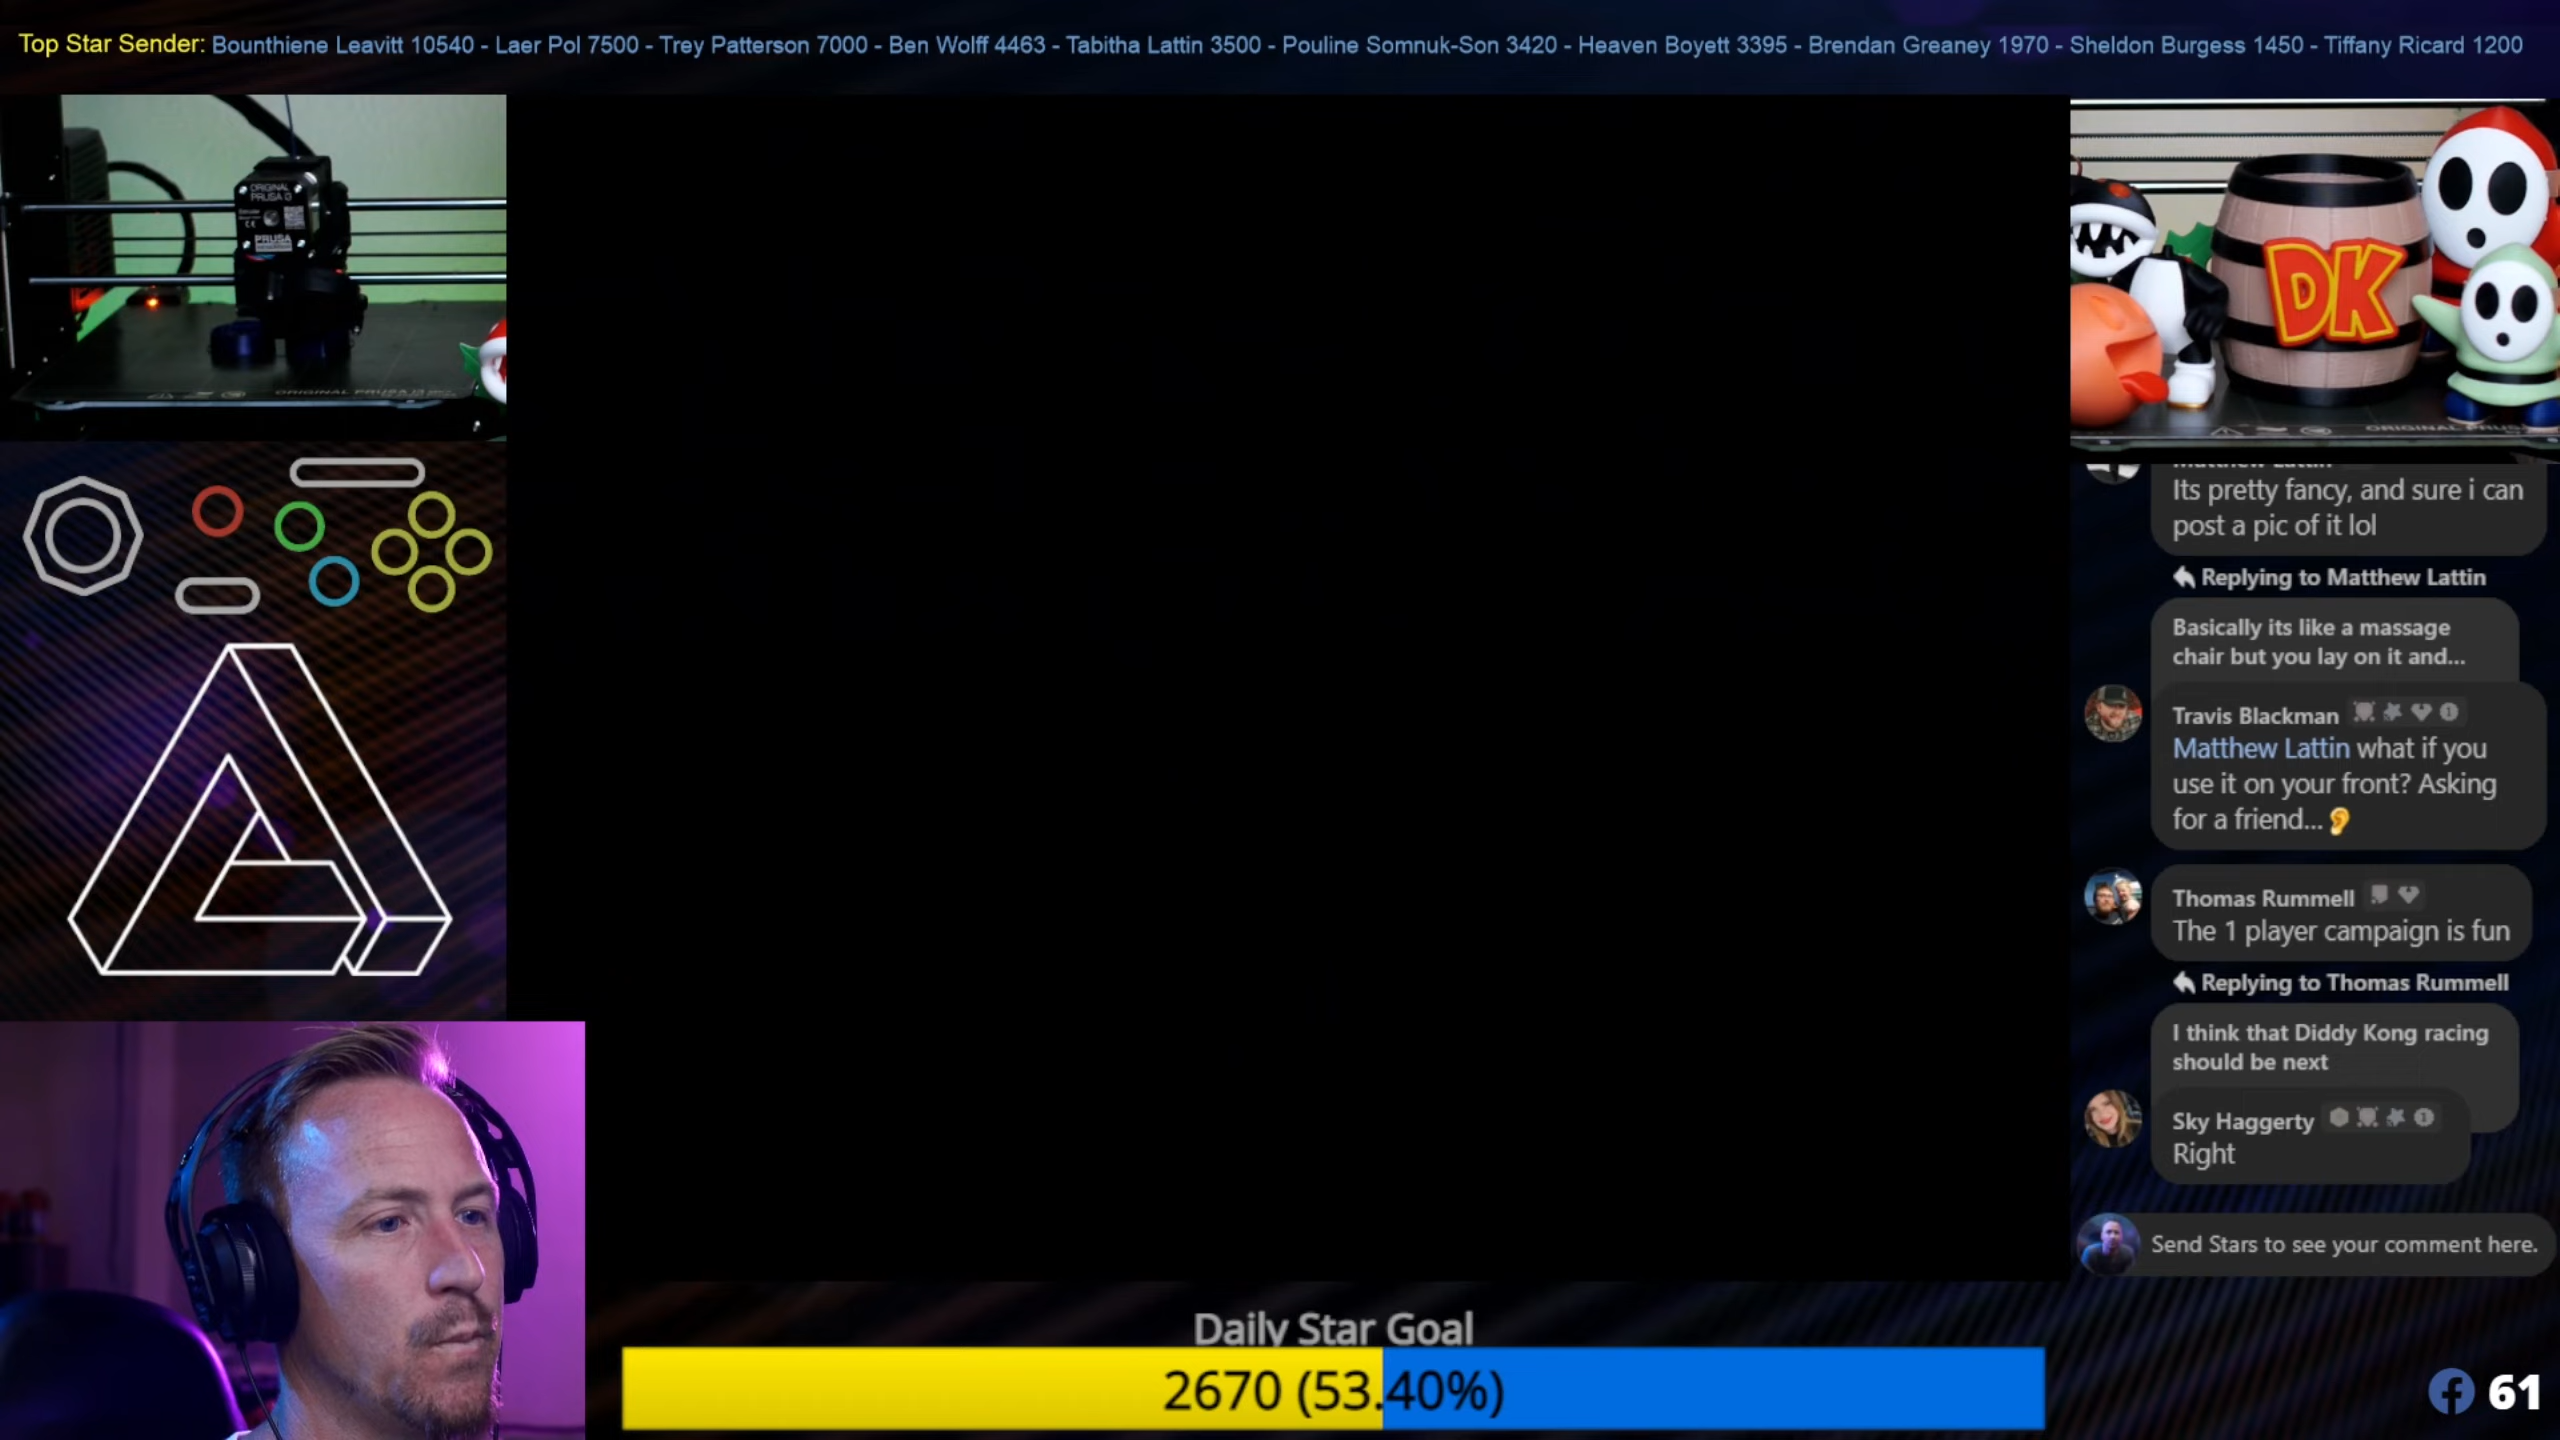 Top Star Sender: Bounthiene Leavitt 10540 - Laer Pol 7500 - Trey Patterson 7000 - Ben Wolff 4463 - Tabitha Lattin 3500 - Pouline Somnuk-Son 3420 - Heaven Boyett 3395 - Brendan Greaney 1970 - Sheldon Burgess 1450 - Tiffany Ricard 1200
ORIGINAL
PRUSA
PRUSA
DK
Its pretty fancy, and sure i can
post a pic of it lol
Replying to Matthew Lattin
Basically its like a massage
chair but you lay on it and...
Travis Blackman
Matthew Lattin what if you
use it on your front? Asking
for a friend...
Thomas Rummell
The 1 player campaign is fun
Replying to Thomas Rummell
I think that Diddy Kong racing
should be next
Sky Haggerty
Right
Send Stars to see your comment here.
Daily Star Goal
2670 (53.40%)
61